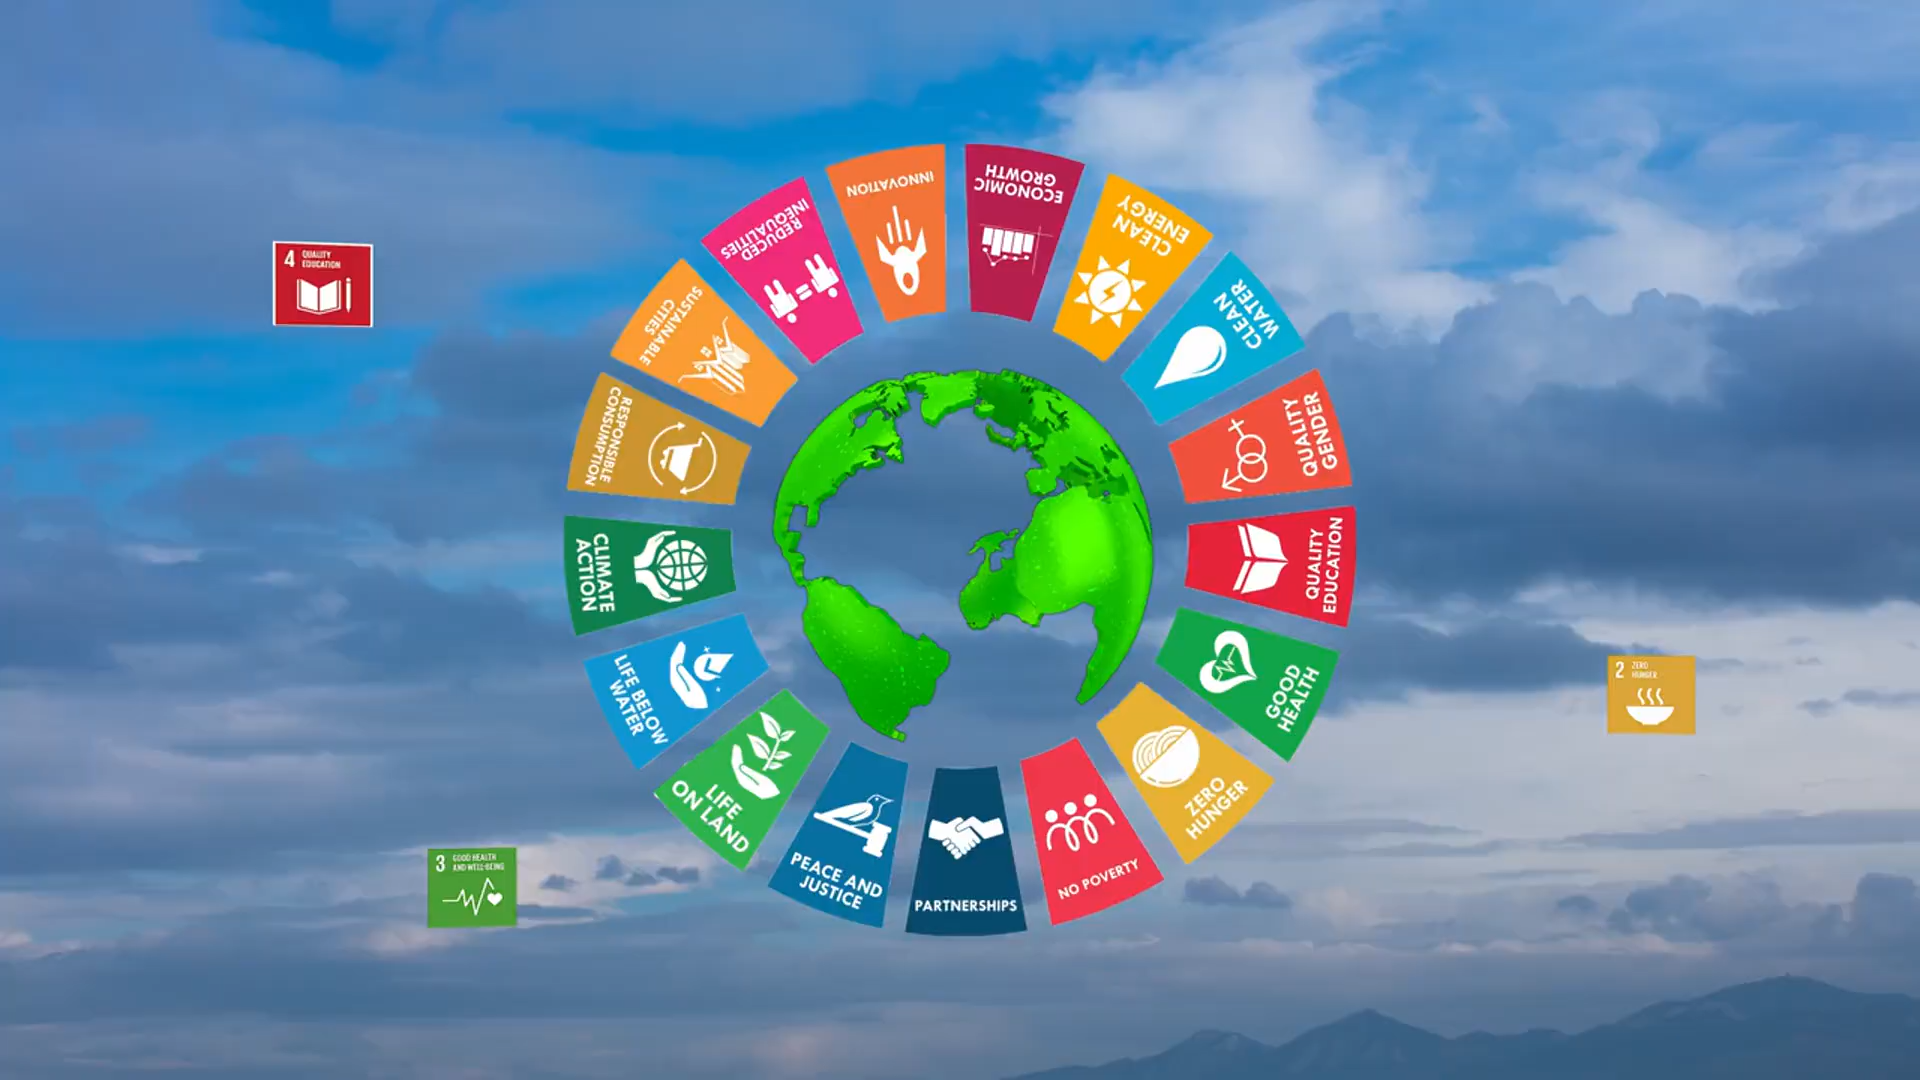 INNOVATION
ECONOMIC
GROWTH
CLEAN
ENERGY
CLEAN
WATER
QUALITY
GENDER
QUALITY
EDUCATION
GOOD
HEALTH
ZERO
HUNGER
NO POVERTY
PARTNERSHIPS
PEACE AND
JUSTICE
LIFE
ON LAND
LIFE BELOW
WATER
CLIMATE
ACTION
RESPONSIBLE
CONSUMPTION
SUSTAINABLE
CITIES
REDUCED
INEQUALITIES
4 QUALITY
EDUCATION
2 ZERO
HUNGER
3 GOOD HEALTH
AND WELL-BEING